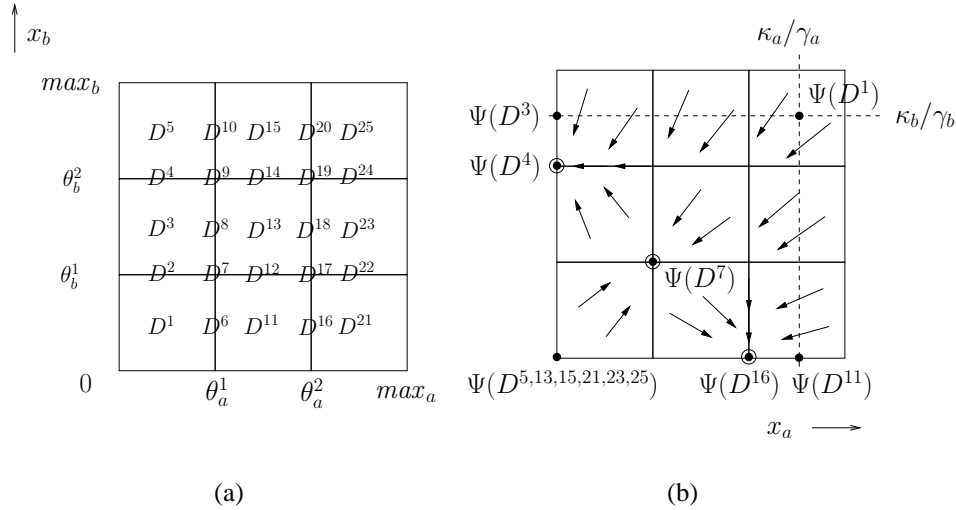 x_b
max_b
D^5 D^10 D^15 D^20 D^25
θ_b^2
D^4 D^9 D^14 D^19 D^24
D^3 D^8 D^13 D^18 D^23
θ_b^1
D^2 D^7 D^12 D^17 D^22
D^1 D^6 D^11 D^16 D^21
0
θ_a^1 θ_a^2 max_a
(a)
κ_a/γ_a
Ψ(D^3) Ψ(D^1)
κ_b/γ_b
Ψ(D^4)
Ψ(D^7)
Ψ(D^{5,13,15,21,23,25}) Ψ(D^16) Ψ(D^11)
x_a
(b)